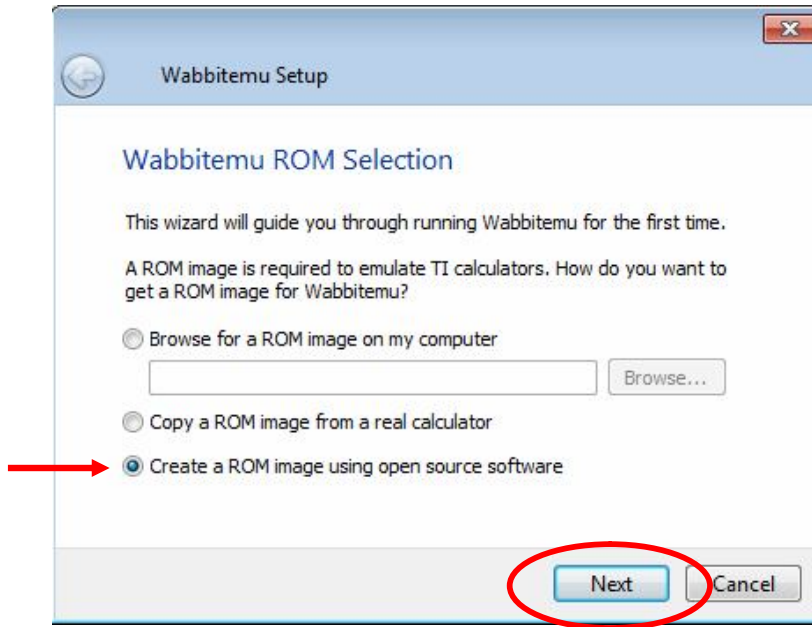 Wabbitemu Setup
Wabbitemu ROM Selection
This wizard will guide you through running Wabbitemu for the first time.
A ROM image is required to emulate TI calculators. How do you want to
get a ROM image for Wabbitemu?
Browse for a ROM image on my computer
Browse...
Copy a ROM image from a real calculator
Create a ROM image using open source software
Next Cancel